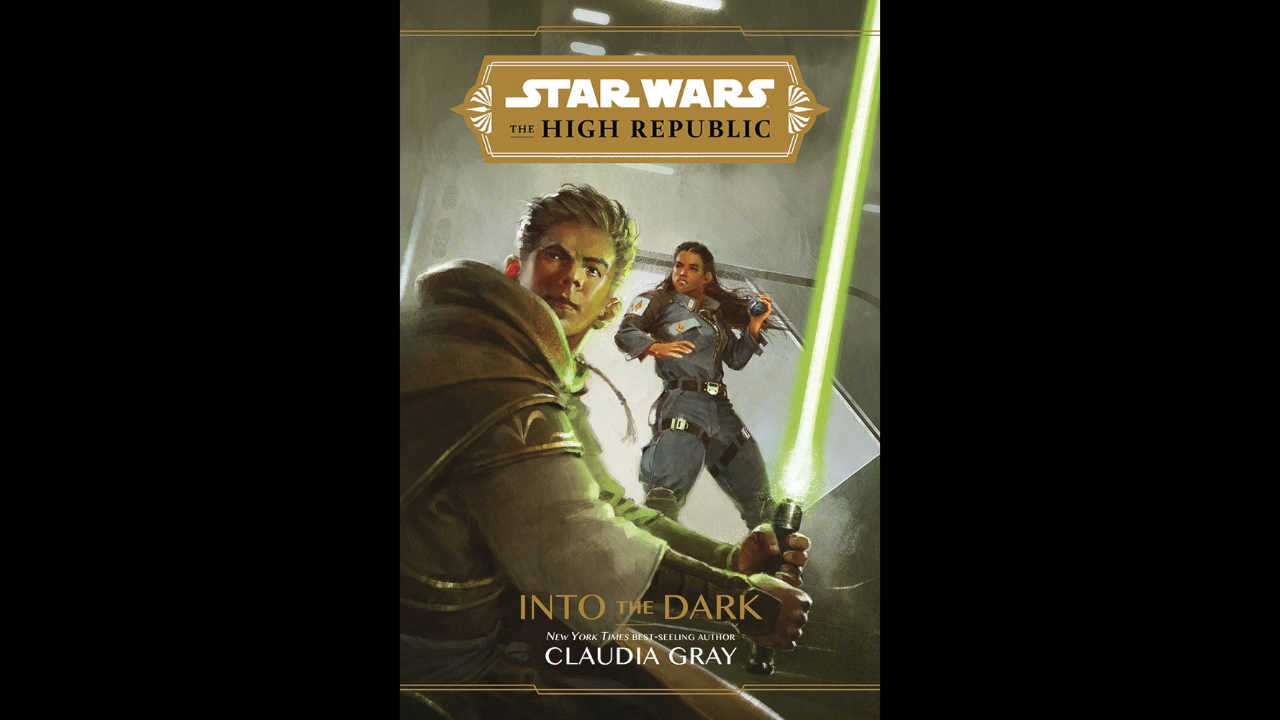 STAR WARS
THE HIGH REPUBLIC
INTO THE DARK
NEW YORK TIMES BEST-SELLING AUTHOR
CLAUDIA GRAY